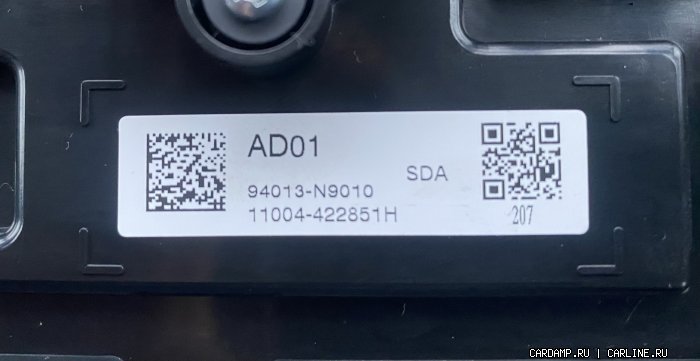 AD01
SDA
94013-N9010
11004-422851H
207
CARDAMP.RU | CARLINE.RU